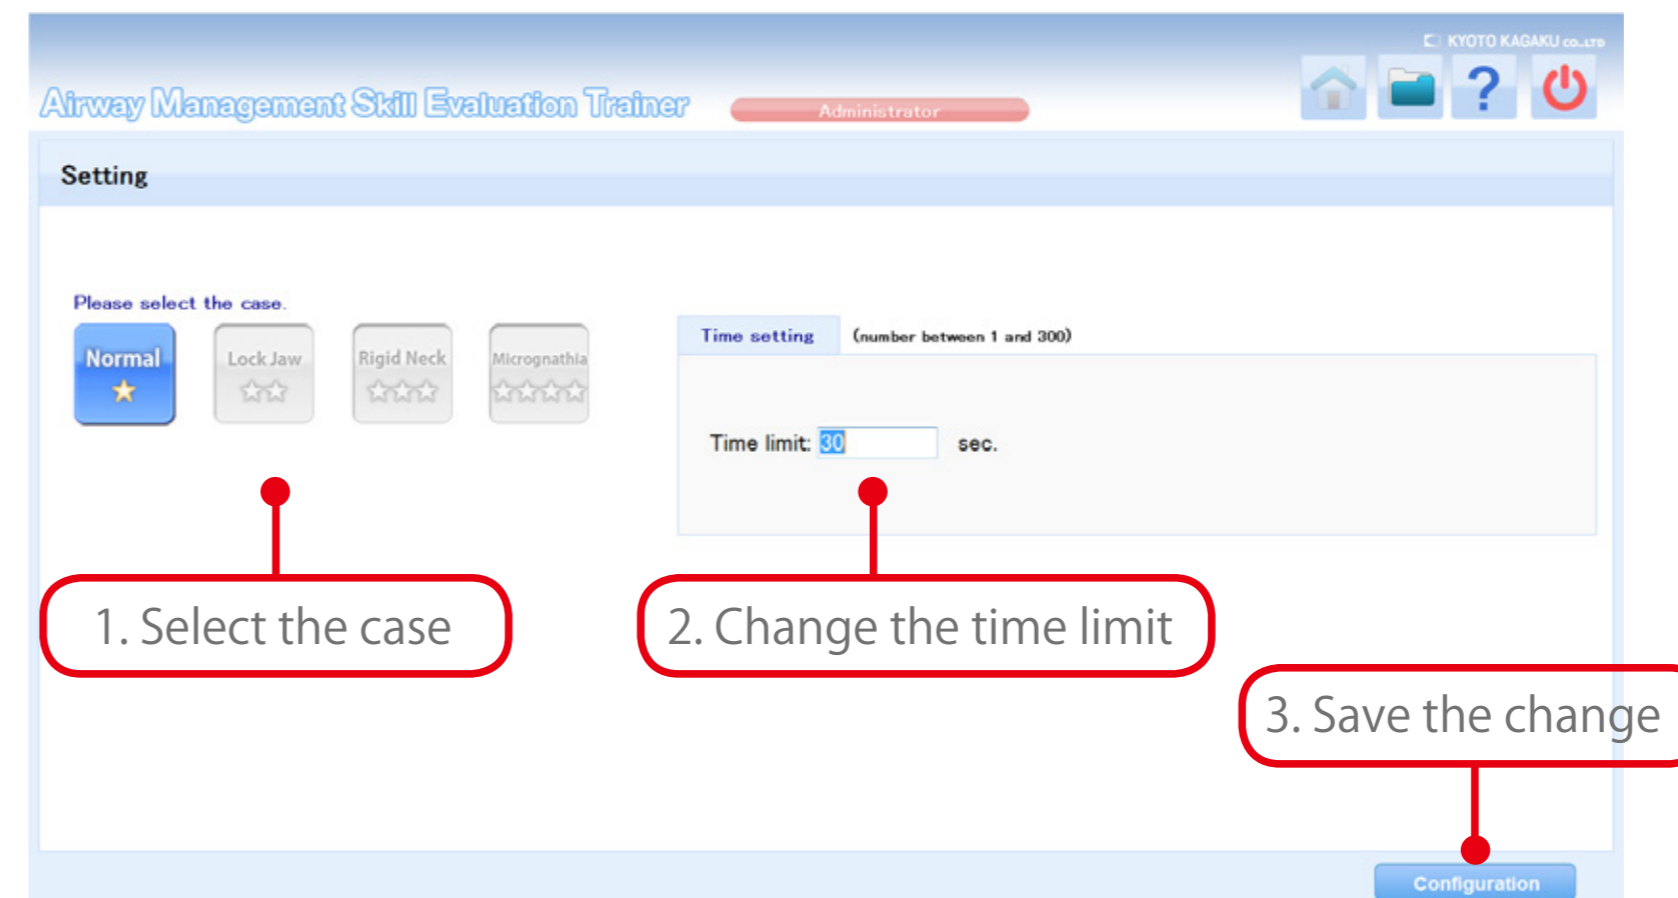 KYOTO KAGAKU CO.,LTD
Airway Management Skill Evaluation Trainer
Administrator
?
Setting
Please select the case.
Normal
Lock Jaw
Rigid Neck
Micrognathia
Time setting (number between 1 and 300)
Time limit: 30 sec.
1. Select the case
2. Change the time limit
3. Save the change
Configuration